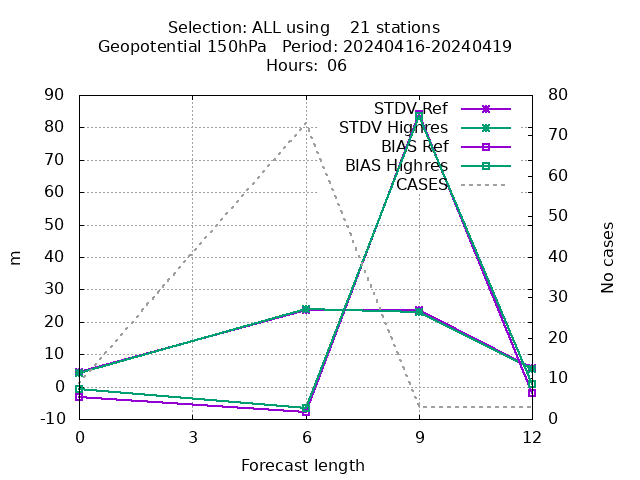 Selection: ALL using    21 stations
Geopotential 150hPa   Period: 20240416-20240419
Hours: 06
90
80
70
60
50
40
30
20
10
0
-10
80
70
60
50
40
30
20
10
0
STDV Ref
STDV Highres
BIAS Ref
BIAS Highres
CASES
m
No cases
0 3 6 9 12
Forecast length